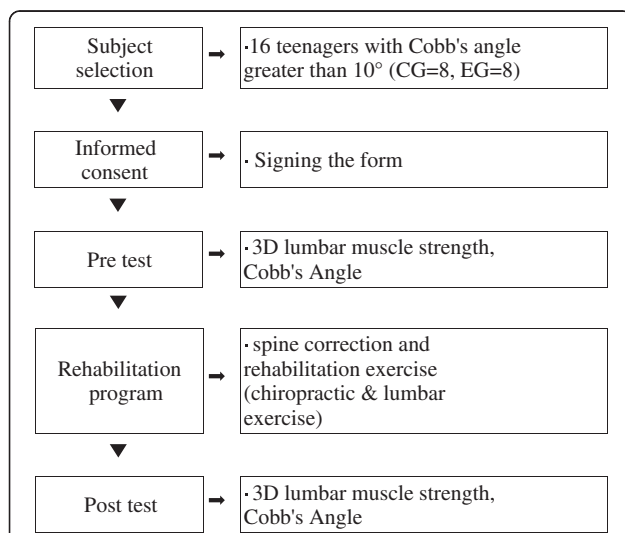 Subject
selection
·16 teenagers with Cobb's angle
greater than 10° (CG=8, EG=8)
Informed
consent
· Signing the form
Pre test
·3D lumbar muscle strength,
Cobb's Angle
Rehabilitation
program
·spine correction and
rehabilitation exercise
(chiropractic & lumbar
exercise)
Post test
·3D lumbar muscle strength,
Cobb's Angle